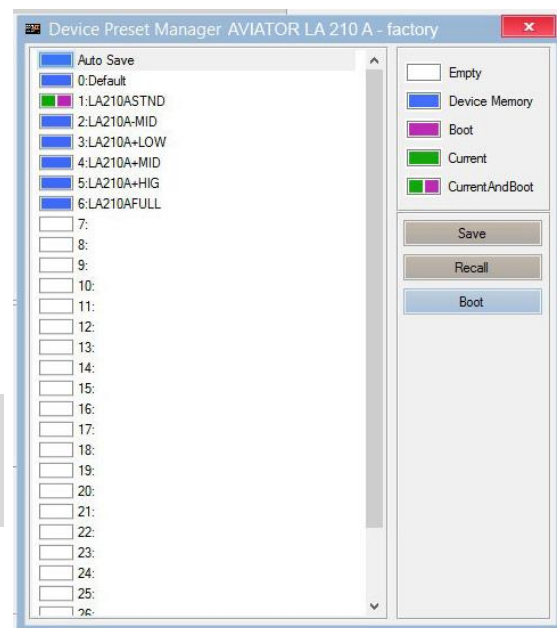 Device Preset Manager AVIATOR LA 210 A - factory
Auto Save
0:Default
1:LA210ASTND
2:LA210A-MID
3:LA210A+LOW
4:LA210A+MID
5:LA210A+HIG
6:LA210AFULL
7:
8:
9:
10:
11:
12:
13:
14:
15:
16:
17:
18:
19:
20:
21:
22:
23:
24:
25:
26:
Empty
Device Memory
Boot
Current
CurrentAndBoot
Save
Recall
Boot